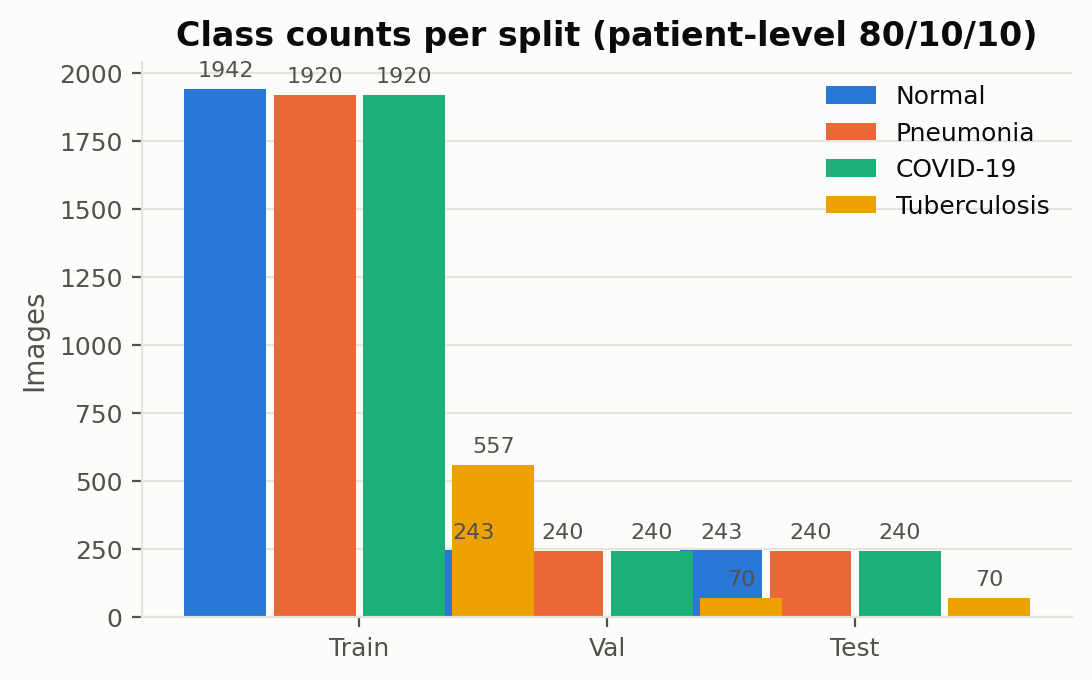 Class counts per split (patient-level 80/10/10)
Images
2000
1750
1500
1250
1000
750
500
250
0
1942
1920
1920
557
243
240
240
70
243
240
240
70
Normal
Pneumonia
COVID-19
Tuberculosis
Train
Val
Test